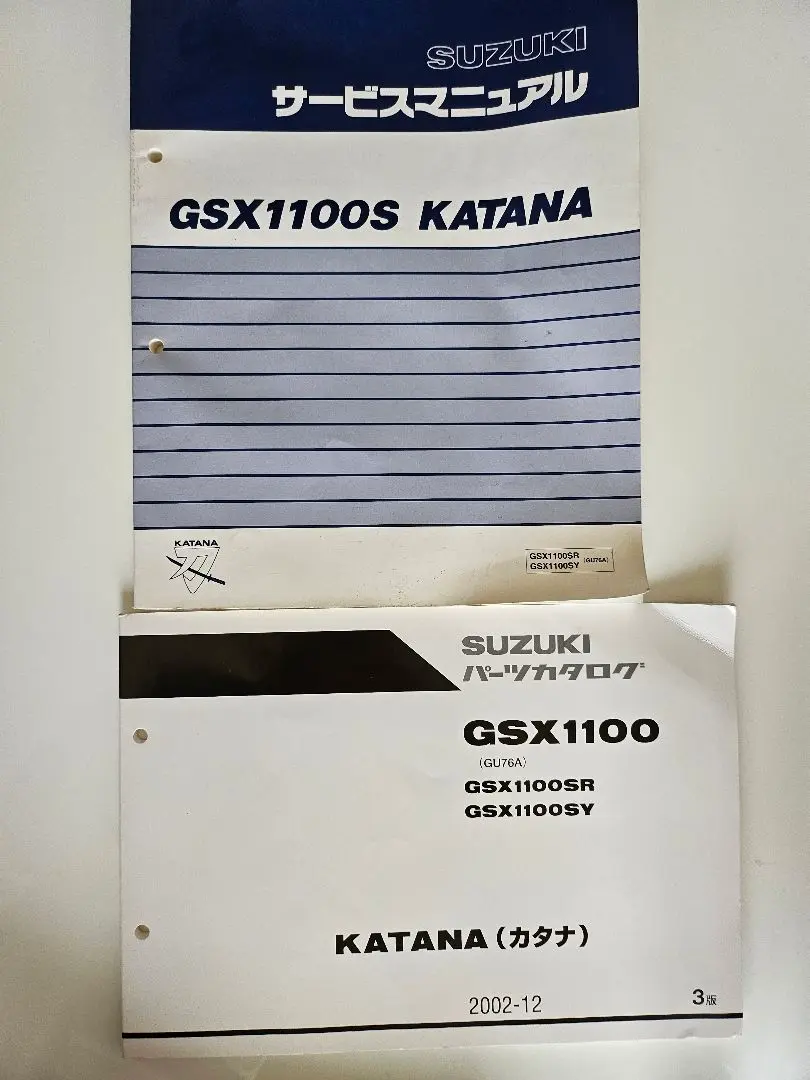 SUZUKI
サービスマニュアル
GSX1100S KATANA
KATANA
刀
GSX1100SR
GSX1100SY
(GU76A)
SUZUKI
パーツカタログ
GSX1100
(GU76A)
GSX1100SR
GSX1100SY
KATANA(カタナ)
2002-12
3版